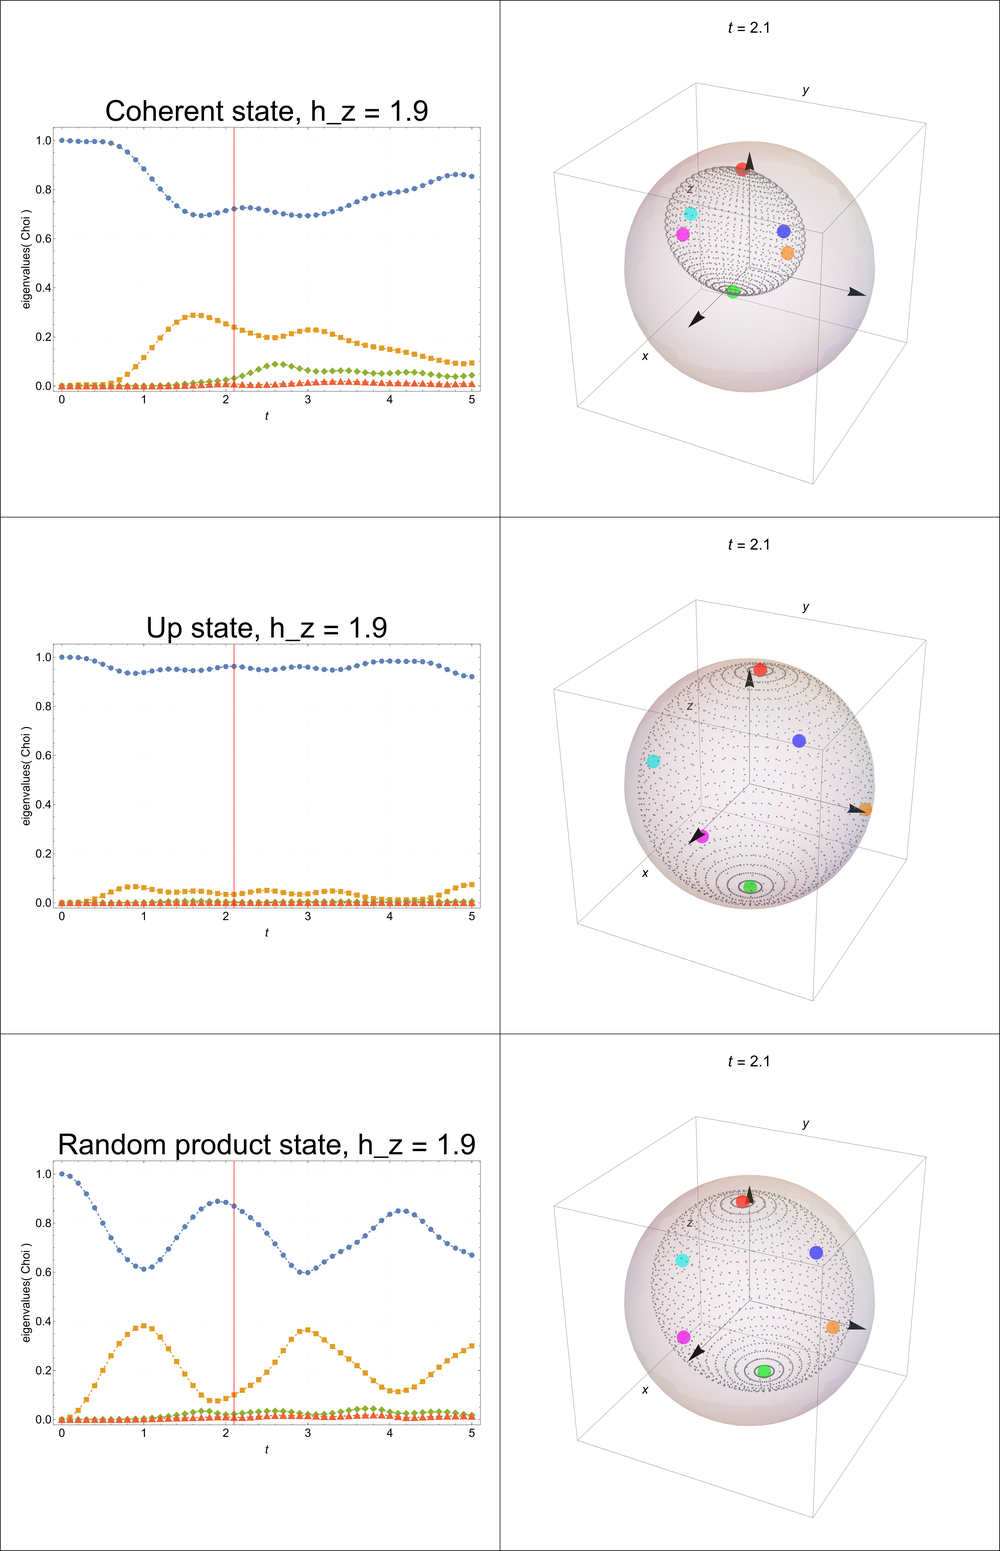 Coherent state, h_z = 1.9
eigenvalues( Choi )
1.0
0.8
0.6
0.4
0.2
0.0
0 1 2 3 4 5
t
t = 2.1
y
z
x
Up state, h_z = 1.9
eigenvalues( Choi )
1.0
0.8
0.6
0.4
0.2
0.0
0 1 2 3 4 5
t
t = 2.1
y
z
x
Random product state, h_z = 1.9
eigenvalues( Choi )
1.0
0.8
0.6
0.4
0.2
0.0
0 1 2 3 4 5
t
t = 2.1
y
z
x